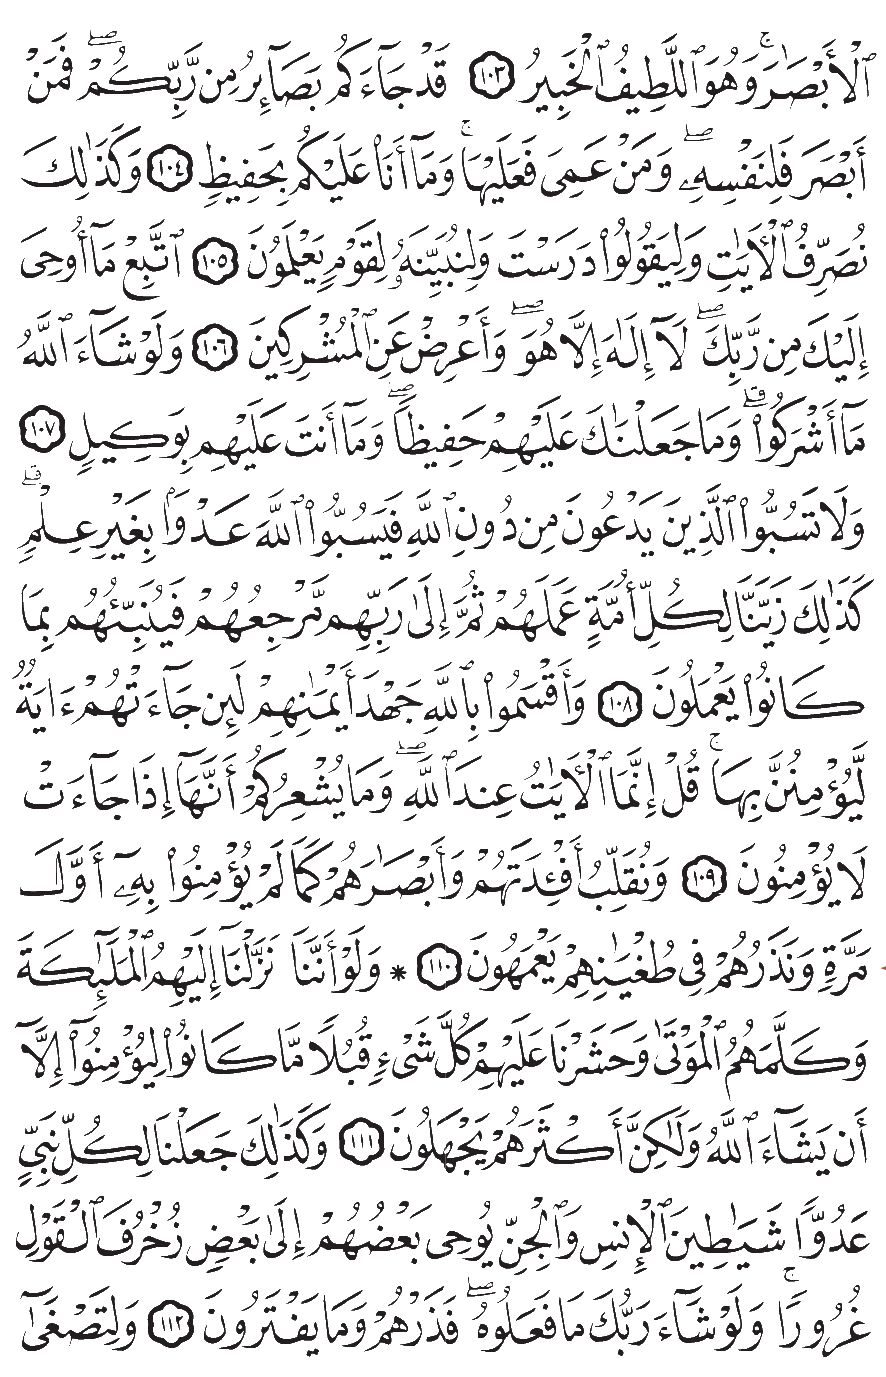 ٱلۡأَبۡصَٰرَۚ وَهُوَ ٱللَّطِيفُ ٱلۡخَبِيرُ ١٠٣ قَدۡ جَآءَكُم بَصَآئِرُ مِن رَّبِّكُمۡۖ فَمَنۡ
أَبۡصَرَ فَلِنَفۡسِهِۦۖ وَمَنۡ عَمِىَ فَعَلَيۡهَاۚ وَمَآ أَنَا۠ عَلَيۡكُم بِحَفِيظٖ ١٠٤ وَكَذَٰلِكَ
نُصَرِّفُ ٱلۡأٓيَٰتِ وَلِيَقُولُواْ دَرَسۡتَ وَلِنُبَيِّنَهُۥ لِقَوۡمٖ يَعۡلَمُونَ ١٠٥ ٱتَّبِعۡ مَآ أُوحِىَ
إِلَيۡكَ مِن رَّبِّكَۖ لَآ إِلَٰهَ إِلَّا هُوَۖ وَأَعۡرِضۡ عَنِ ٱلۡمُشۡرِكِينَ ١٠٦ وَلَوۡ شَآءَ ٱللَّهُ
مَآ أَشۡرَكُواْۗ وَمَا جَعَلۡنَٰكَ عَلَيۡهِمۡ حَفِيظٗاۖ وَمَآ أَنتَ عَلَيۡهِم بِوَكِيلٖ ١٠٧
وَلَا تَسُبُّواْ ٱلَّذِينَ يَدۡعُونَ مِن دُونِ ٱللَّهِ فَيَسُبُّواْ ٱللَّهَ عَدۡوَۢا بِغَيۡرِ عِلۡمٖۗ
كَذَٰلِكَ زَيَّنَّا لِكُلِّ أُمَّةٍ عَمَلَهُمۡ ثُمَّ إِلَىٰ رَبِّهِم مَّرۡجِعُهُمۡ فَيُنَبِّئُهُم بِمَا
كَانُواْ يَعۡمَلُونَ ١٠٨ وَأَقۡسَمُواْ بِٱللَّهِ جَهۡدَ أَيۡمَٰنِهِمۡ لَئِن جَآءَتۡهُمۡ ءَايَةٞ
لَّيُؤۡمِنُنَّ بِهَاۚ قُلۡ إِنَّمَا ٱلۡأٓيَٰتُ عِندَ ٱللَّهِۖ وَمَا يُشۡعِرُكُمۡ أَنَّهَآ إِذَا جَآءَتۡ
لَا يُؤۡمِنُونَ ١٠٩ وَنُقَلِّبُ أَفۡـِٔدَتَهُمۡ وَأَبۡصَٰرَهُمۡ كَمَا لَمۡ يُؤۡمِنُواْ بِهِۦٓ أَوَّلَ
مَرَّةٖ وَنَذَرُهُمۡ فِى طُغۡيَٰنِهِمۡ يَعۡمَهُونَ ١١٠ * وَلَوۡ أَنَّنَا نَزَّلۡنَآ إِلَيۡهِمُ ٱلۡمَلَٰٓئِكَةَ
وَكَلَّمَهُمُ ٱلۡمَوۡتَىٰ وَحَشَرۡنَا عَلَيۡهِمۡ كُلَّ شَىۡءٖ قُبُلٗا مَّا كَانُواْ لِيُؤۡمِنُوٓاْ إِلَّآ
أَن يَشَآءَ ٱللَّهُ وَلَٰكِنَّ أَكۡثَرَهُمۡ يَجۡهَلُونَ ١١١ وَكَذَٰلِكَ جَعَلۡنَا لِكُلِّ نَبِىٍّ
عَدُوّٗا شَيَٰطِينَ ٱلۡإِنسِ وَٱلۡجِنِّ يُوحِى بَعۡضُهُمۡ إِلَىٰ بَعۡضٖ زُخۡرُفَ ٱلۡقَوۡلِ
غُرُورٗاۚ وَلَوۡ شَآءَ رَبُّكَ مَا فَعَلُوهُۖ فَذَرۡهُمۡ وَمَا يَفۡتَرُونَ ١١٢ وَلِتَصۡغَىٰٓ